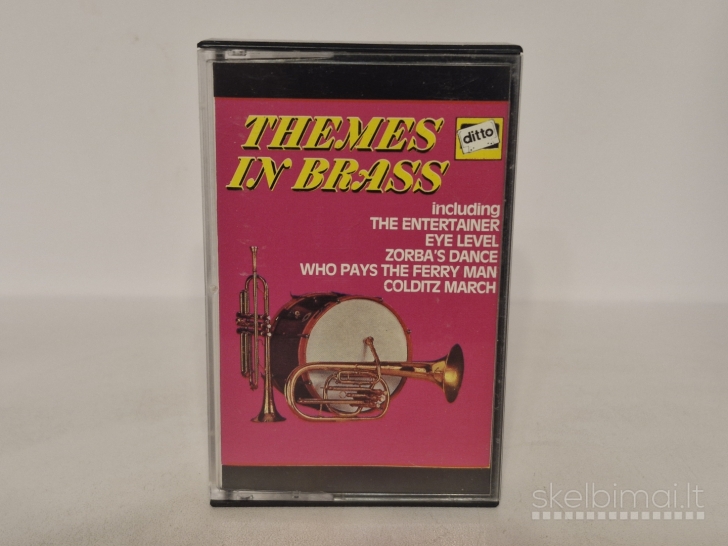 THEMES
IN BRASS
ditto
including
THE ENTERTAINER
EYE LEVEL
ZORBA'S DANCE
WHO PAYS THE FERRY MAN
COLDITZ MARCH
skelbimai.lt